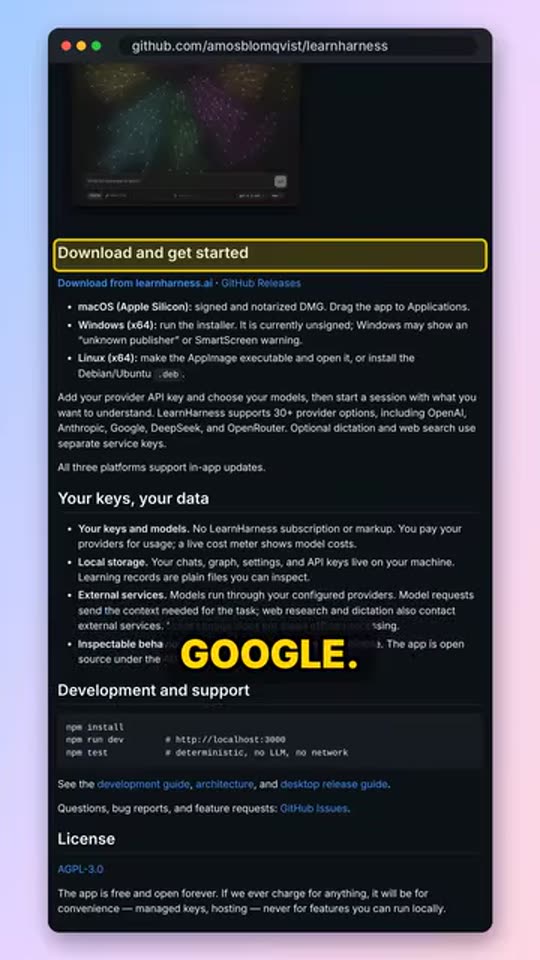 github.com/amosblomqvist/learnharness
Download and get started
Download from learnharness.ai · GitHub Releases
• macOS (Apple Silicon): signed and notarized DMG. Drag the app to Applications.
• Windows (x64): run the installer. It is currently unsigned; Windows may show an
"unknown publisher" or SmartScreen warning.
• Linux (x64): make the AppImage executable and open it, or install the
Debian/Ubuntu .deb.
Add your provider API key and choose your models, then start a session with what you
want to understand. LearnHarness supports 30+ provider options, including OpenAI,
Anthropic, Google, DeepSeek, and OpenRouter. Optional dictation and web search use
separate service keys.
All three platforms support in-app updates.
Your keys, your data
• Your keys and models. No LearnHarness subscription or markup. You pay your
providers for usage; a live cost meter shows model costs.
• Local storage. Your chats, graph, settings, and API keys live on your machine.
Learning records are plain files you can inspect.
• External services. Models run through your configured providers. Model requests
send the context needed for the task; web research and dictation also contact
external services.
• Inspectable The app is open
source under the
GOOGLE.
Development and support
npm install
npm run dev # http://localhost:3000
npm test # deterministic, no LLM, no network
See the development guide, architecture, and desktop release guide.
Questions, bug reports, and feature requests: GitHub Issues.
License
AGPL-3.0
The app is free and open forever. If we ever charge for anything, it will be for
convenience — managed keys, hosting — never for features you can run locally.